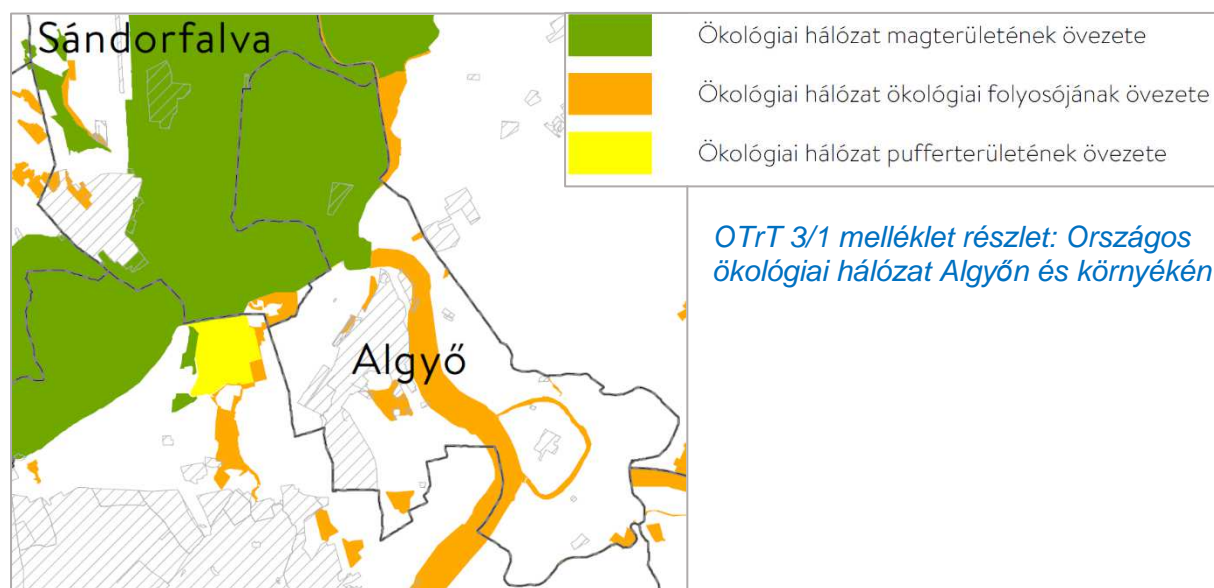 Sándorfalva
Algyő
Ökológiai hálózat magterületének övezete
Ökológiai hálózat ökológiai folyosójának övezete
Ökológiai hálózat pufferterületének övezete
OTrT 3/1 melléklet részlet: Országos
ökológiai hálózat Algyőn és környékén